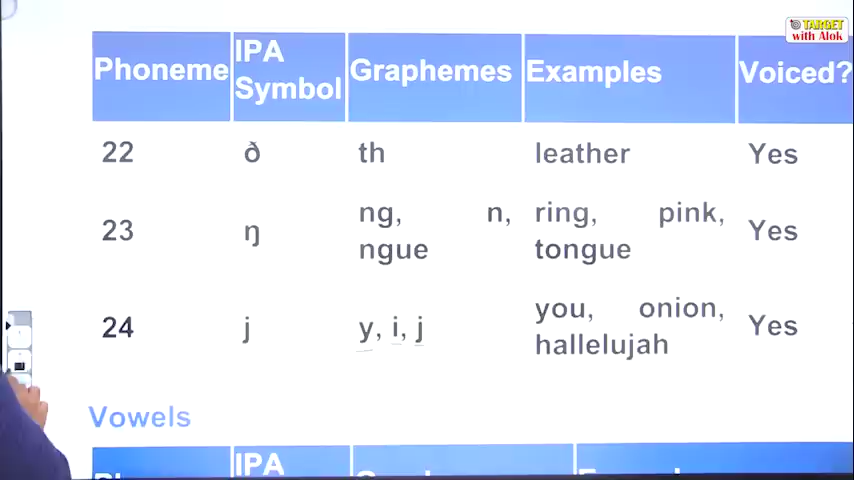 TARGET
with Alok
Phoneme IPA Symbol Graphemes Examples Voiced?
22 ð th leather Yes
23 ŋ ng, n, ngue ring, pink, tongue Yes
24 j y, i, j you, onion, hallelujah Yes
Vowels
IPA